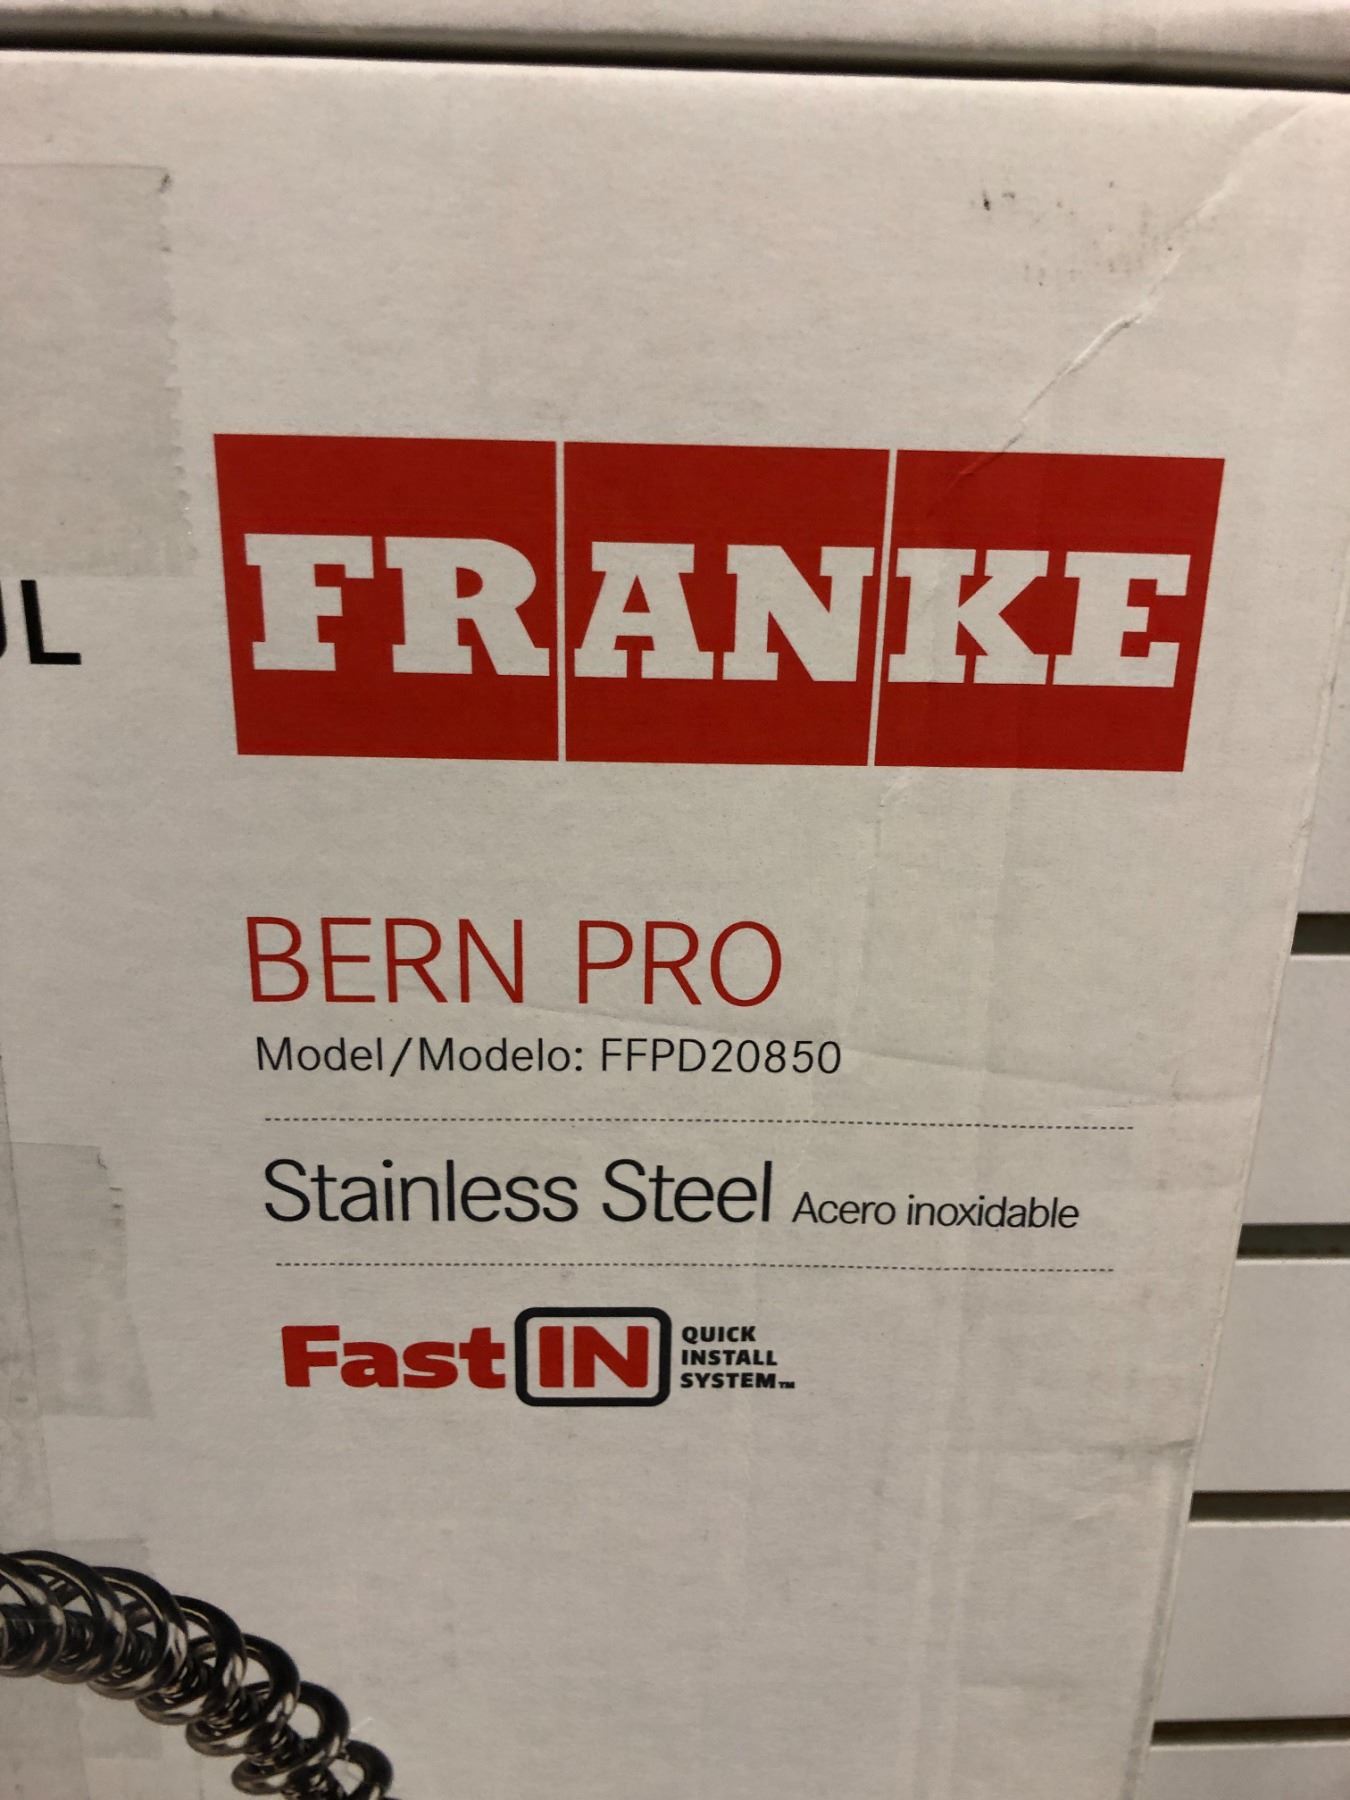 FRANKE
BERN PRO
Model/Modelo: FFPD20850
Stainless Steel Acero inoxidable
Fast IN QUICK
INSTALL
SYSTEM™